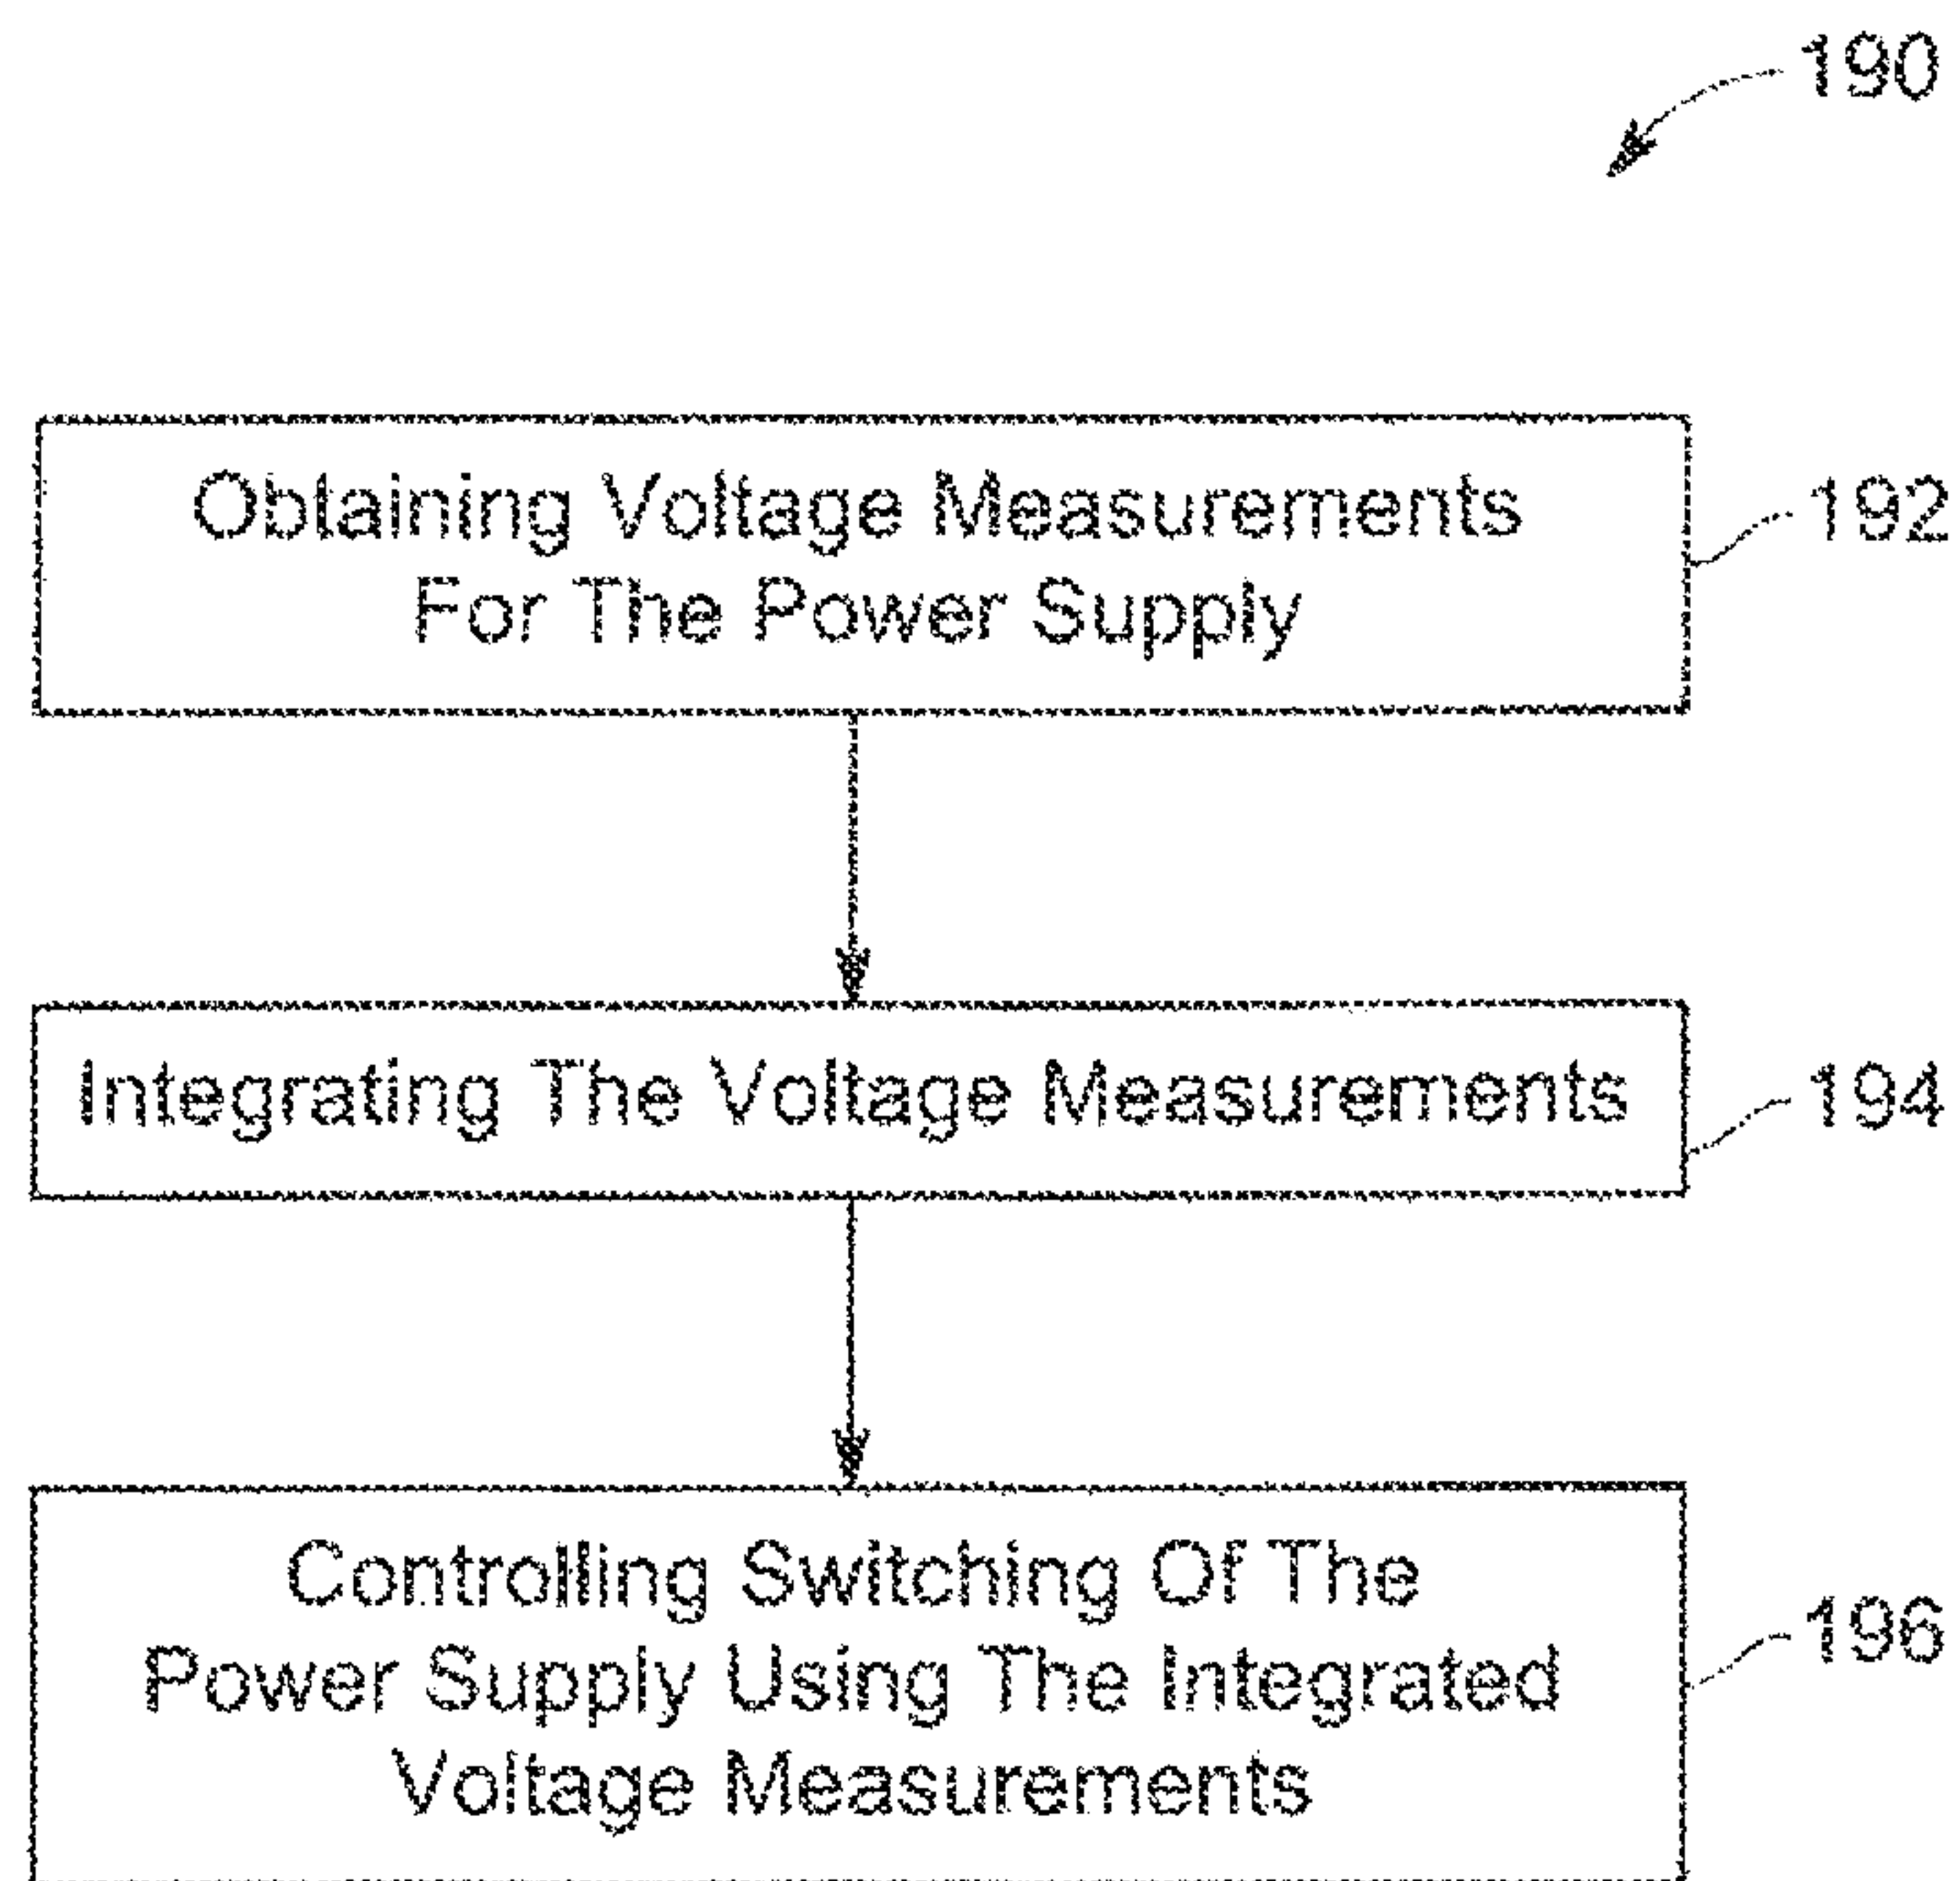 190
Obtaining Voltage Measurements
For The Power Supply
192
Integrating The Voltage Measurements
194
Controlling Switching Of The
Power Supply Using The Integrated
Voltage Measurements
196